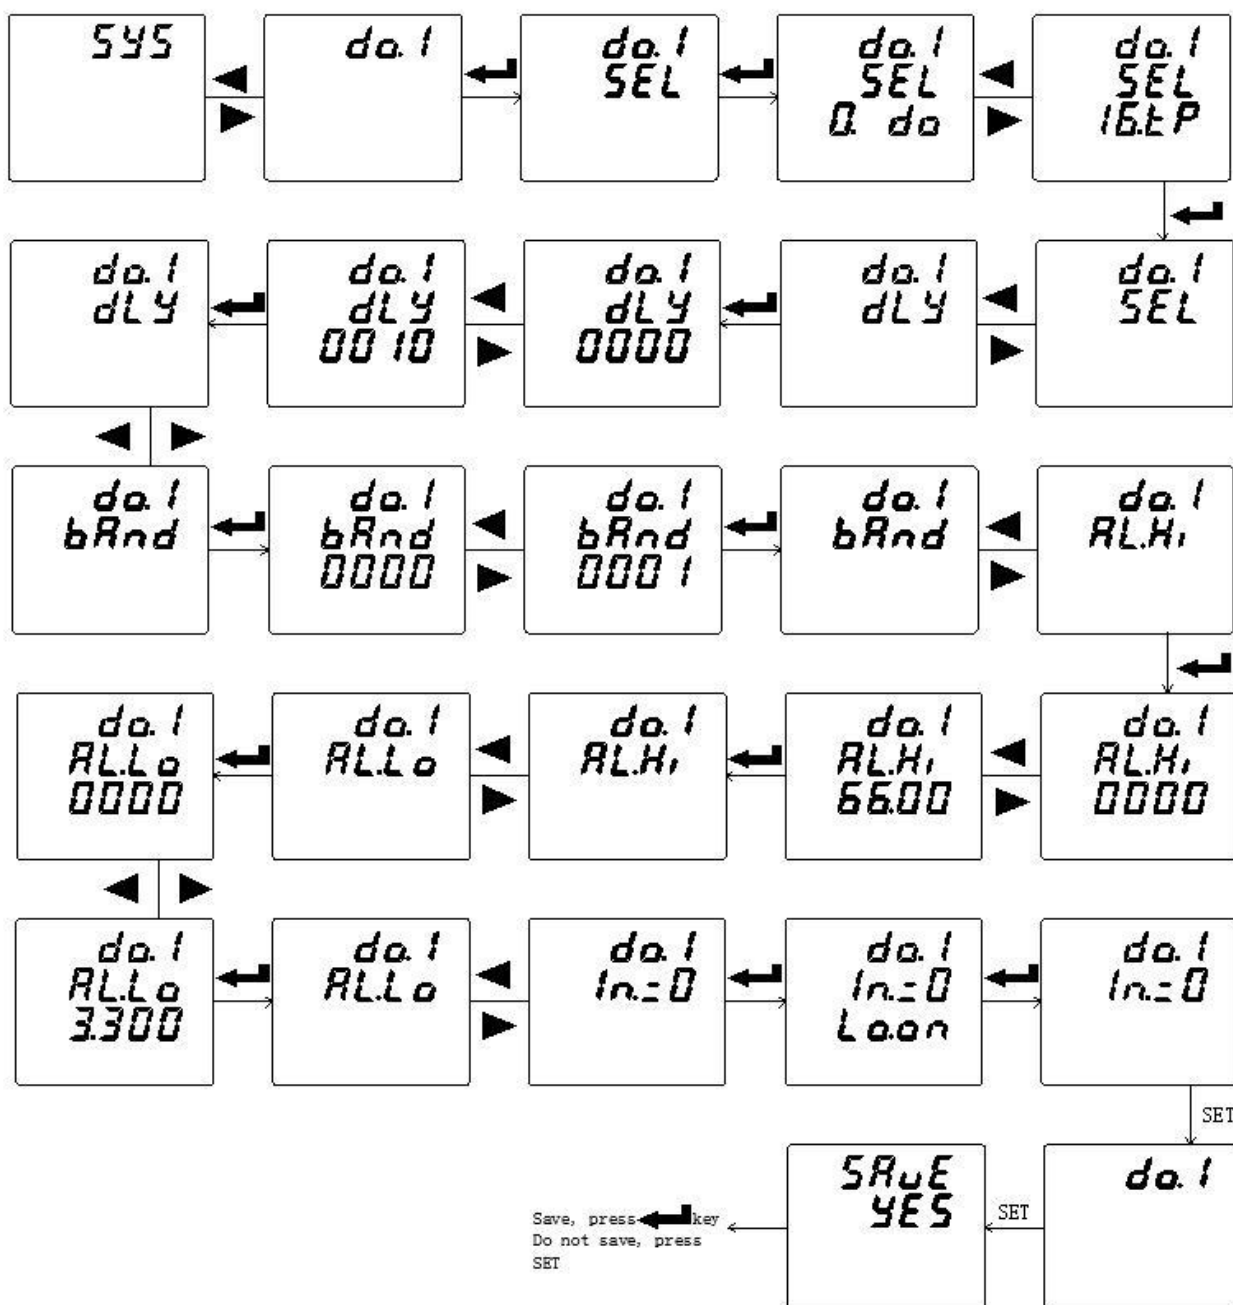 SYS
do.1
do.1
SEL
do.1
SEL
0. do
do.1
SEL
16.tP
do.1
dLY
do.1
dLY
0010
do.1
dLY
0000
do.1
dLY
do.1
SEL
do.1
bAnd
do.1
bAnd
0000
do.1
bAnd
0001
do.1
bAnd
do.1
AL.Hi
do.1
AL.Lo
0000
do.1
AL.Lo
do.1
AL.Hi
do.1
AL.Hi
66.00
do.1
AL.Hi
0000
do.1
AL.Lo
3.300
do.1
AL.Lo
do.1
In.=0
do.1
In.=0
Lo.on
do.1
In.=0
SET
SAvE
YES
SET
do.1
Save, press key
Do not save, press
SET